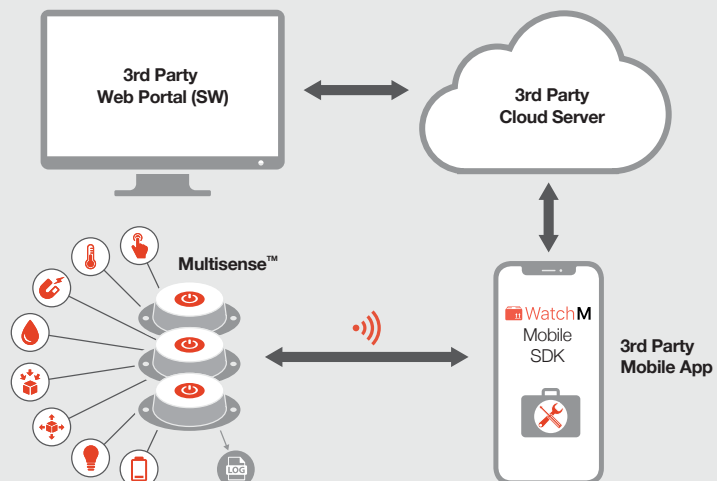 3rd Party
Web Portal (SW)
3rd Party
Cloud Server
Multisense™
WatchM
Mobile
SDK
3rd Party
Mobile App
LOG